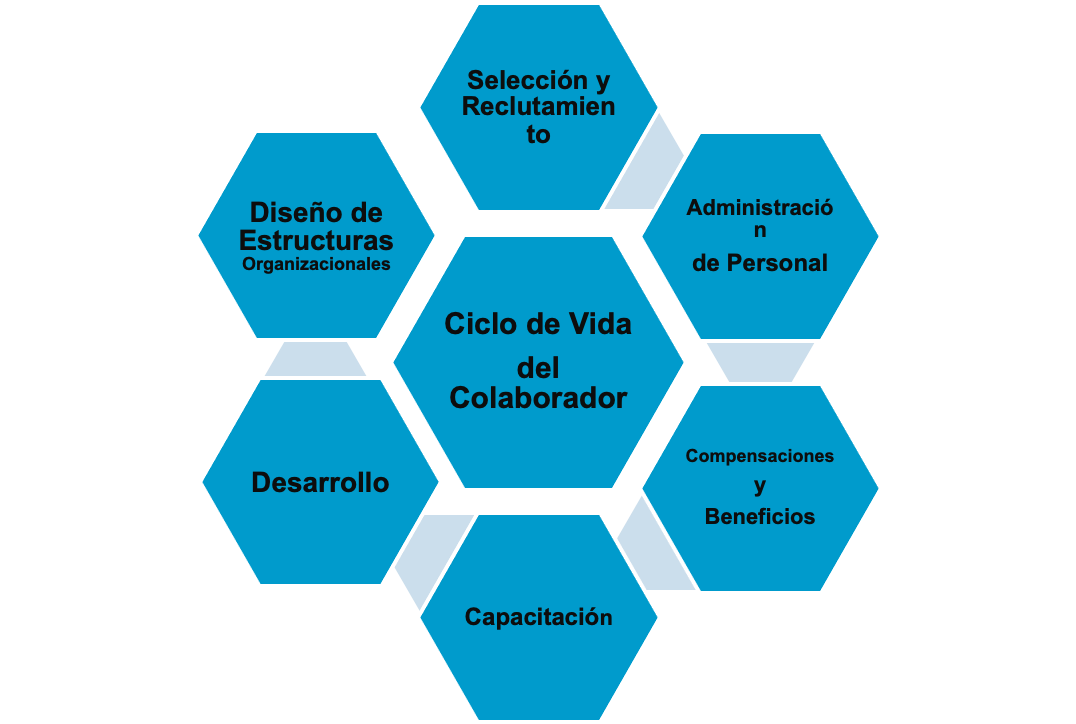 Selección y
Reclutamien
to
Administració
n
de Personal
Diseño de
Estructuras
Organizacionales
Ciclo de Vida
del
Colaborador
Compensaciones
y
Beneficios
Desarrollo
Capacitación